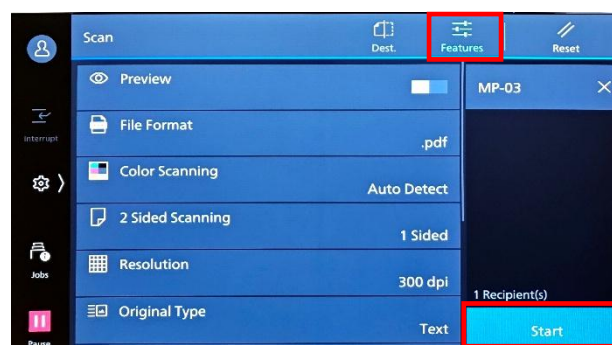 Scan
Dest.
Features
Reset
Preview
MP-03
File Format
.pdf
Interrupt
Color Scanning
Auto Detect
2 Sided Scanning
1 Sided
Jobs
Resolution
300 dpi
1 Recipient(s)
Original Type
Text
Start
Pause